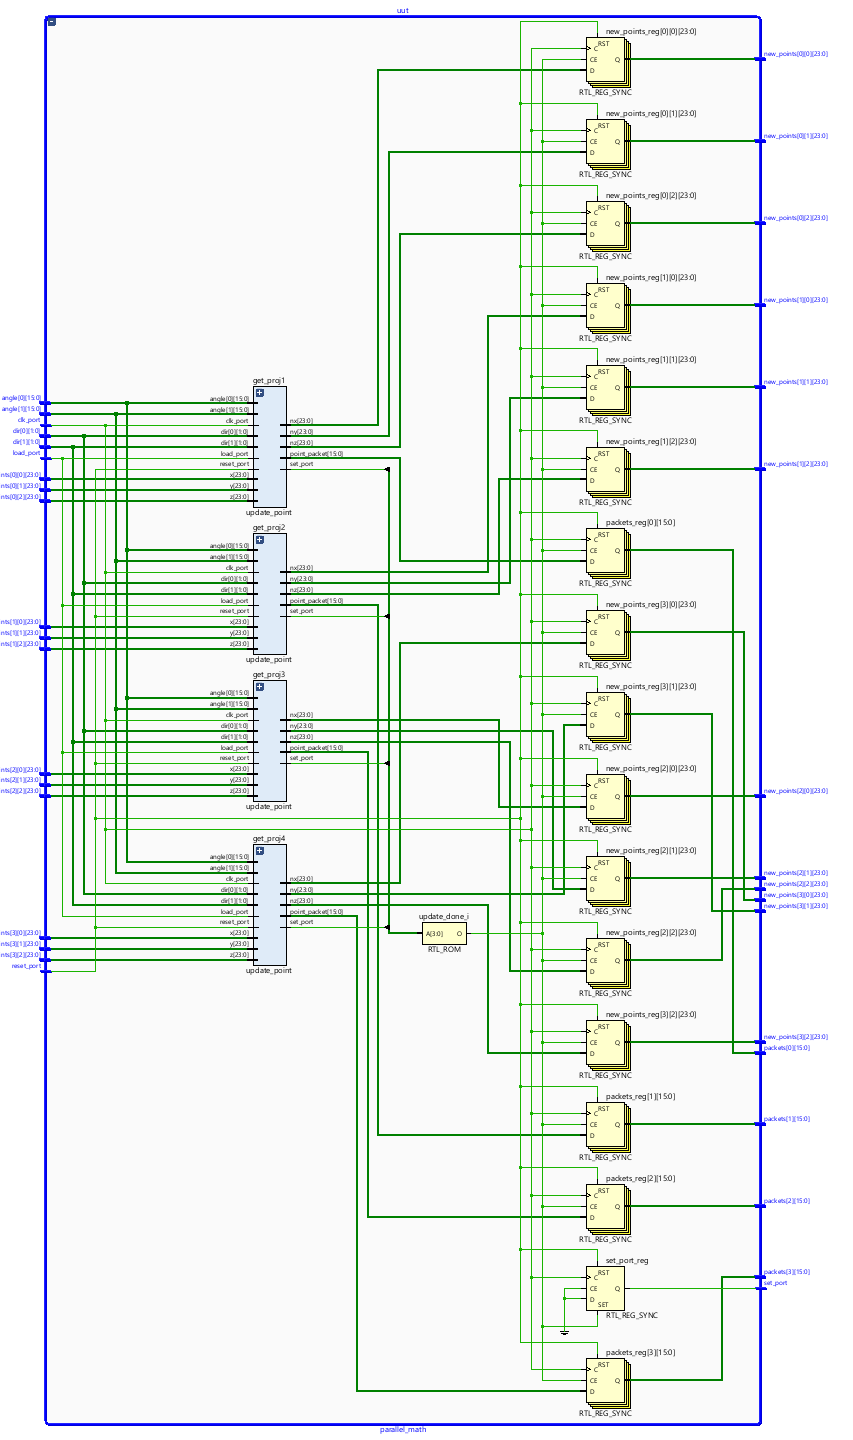 uut
new_points_reg[0][0][23:0]
RST
C
CE
D
Q
RTL_REG_SYNC
new_points[0][0][23:0]
new_points_reg[0][1][23:0]
RST
C
CE
D
Q
RTL_REG_SYNC
new_points[0][1][23:0]
new_points_reg[0][2][23:0]
RST
C
CE
D
Q
RTL_REG_SYNC
new_points[0][2][23:0]
new_points_reg[1][0][23:0]
RST
C
CE
D
Q
RTL_REG_SYNC
new_points[1][0][23:0]
new_points_reg[1][1][23:0]
RST
C
CE
D
Q
RTL_REG_SYNC
new_points[1][1][23:0]
new_points_reg[1][2][23:0]
RST
C
CE
D
Q
RTL_REG_SYNC
new_points[1][2][23:0]
packets_reg[0][15:0]
RST
C
CE
D
Q
RTL_REG_SYNC
new_points_reg[3][0][23:0]
RST
C
CE
D
Q
RTL_REG_SYNC
new_points_reg[3][1][23:0]
RST
C
CE
D
Q
RTL_REG_SYNC
new_points_reg[2][0][23:0]
RST
C
CE
D
Q
RTL_REG_SYNC
new_points[2][0][23:0]
new_points_reg[2][1][23:0]
RST
C
CE
D
Q
RTL_REG_SYNC
new_points[2][1][23:0]
new_points[2][2][23:0]
new_points[3][0][23:0]
new_points[3][1][23:0]
new_points_reg[2][2][23:0]
RST
C
CE
D
Q
RTL_REG_SYNC
new_points_reg[3][2][23:0]
RST
C
CE
D
Q
RTL_REG_SYNC
new_points[3][2][23:0]
packets[0][15:0]
packets_reg[1][15:0]
RST
C
CE
D
Q
RTL_REG_SYNC
packets[1][15:0]
packets_reg[2][15:0]
RST
C
CE
D
Q
RTL_REG_SYNC
packets[2][15:0]
set_port_reg
RST
C
CE
D
SET
Q
RTL_REG_SYNC
packets[3][15:0]
set_port
packets_reg[3][15:0]
RST
C
CE
D
Q
RTL_REG_SYNC
angle[0][15:0]
angle[1][15:0]
clk_port
dir[0][1:0]
dir[1][1:0]
load_port
nts[0][0][23:0]
nts[0][1][23:0]
nts[0][2][23:0]
nts[1][0][23:0]
nts[1][1][23:0]
nts[1][2][23:0]
nts[2][0][23:0]
nts[2][1][23:0]
nts[2][2][23:0]
nts[3][0][23:0]
nts[3][1][23:0]
nts[3][2][23:0]
reset_port
get_proj1
angle[0][15:0]
angle[1][15:0]
clk_port
dir[0][1:0]
dir[1][1:0]
load_port
reset_port
x[23:0]
y[23:0]
z[23:0]
nx[23:0]
ny[23:0]
nz[23:0]
point_packet[15:0]
set_port
update_point
get_proj2
angle[0][15:0]
angle[1][15:0]
clk_port
dir[0][1:0]
dir[1][1:0]
load_port
reset_port
x[23:0]
y[23:0]
z[23:0]
nx[23:0]
ny[23:0]
nz[23:0]
point_packet[15:0]
set_port
update_point
get_proj3
angle[0][15:0]
angle[1][15:0]
clk_port
dir[0][1:0]
dir[1][1:0]
load_port
reset_port
x[23:0]
y[23:0]
z[23:0]
nx[23:0]
ny[23:0]
nz[23:0]
point_packet[15:0]
set_port
update_point
get_proj4
angle[0][15:0]
angle[1][15:0]
clk_port
dir[0][1:0]
dir[1][1:0]
load_port
reset_port
x[23:0]
y[23:0]
z[23:0]
nx[23:0]
ny[23:0]
nz[23:0]
point_packet[15:0]
set_port
update_point
update_done_i
A[3:0]
O
RTL_ROM
parallel_math